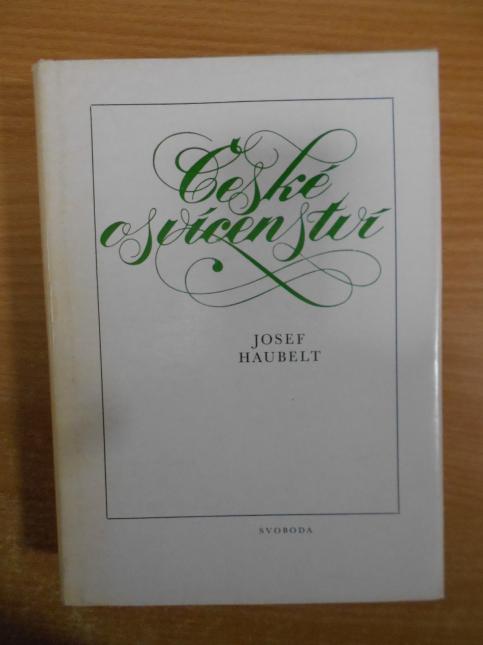 České
osvícenství
JOSEF
HAUBELT
SVOBODA